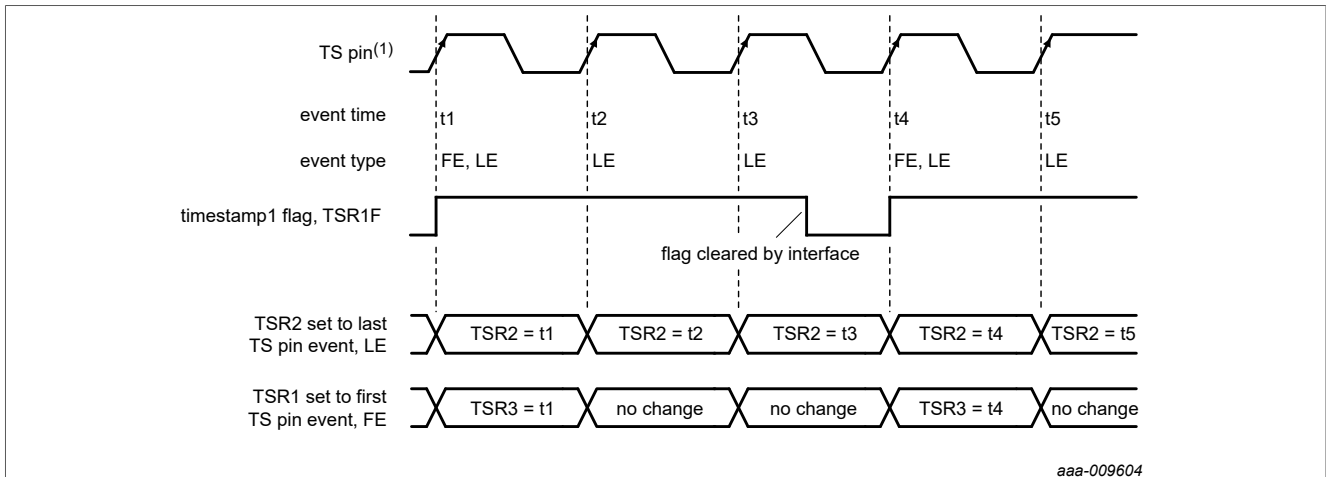 TS pin(1)
event time t1 t2 t3 t4 t5
event type FE, LE LE LE FE, LE LE
timestamp1 flag, TSR1F
flag cleared by interface
TSR2 set to last
TS pin event, LE
TSR2 = t1 TSR2 = t2 TSR2 = t3 TSR2 = t4 TSR2 = t5
TSR1 set to first
TS pin event, FE
TSR3 = t1 no change no change TSR3 = t4 no change
aaa-009604